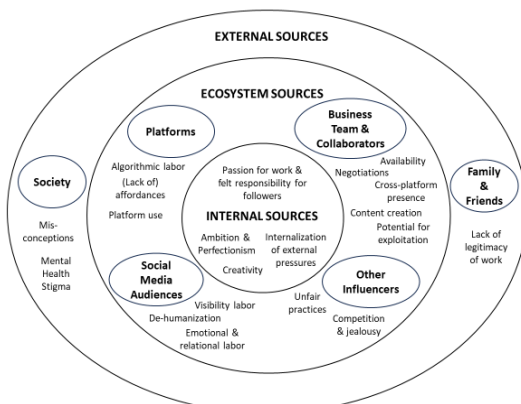 EXTERNAL SOURCES
ECOSYSTEM SOURCES
Platforms
Algorithmic labor
(Lack of)
affordances
Platform use
Business
Team &
Collaborators
Availability
Negotiations
Cross-platform
presence
Content creation
Potential for
exploitation
Society
Mis-
conceptions
Mental
Health
Stigma
Passion for work &
felt responsibility for
followers
INTERNAL SOURCES
Ambition &
Perfectionism
Internalization
of external
pressures
Creativity
Family
&
Friends
Lack of
legitimacy
of work
Social
Media
Audiences
Visibility labor
De-humanization
Emotional &
relational labor
Other
Influencers
Unfair
practices
Competition
& jealousy